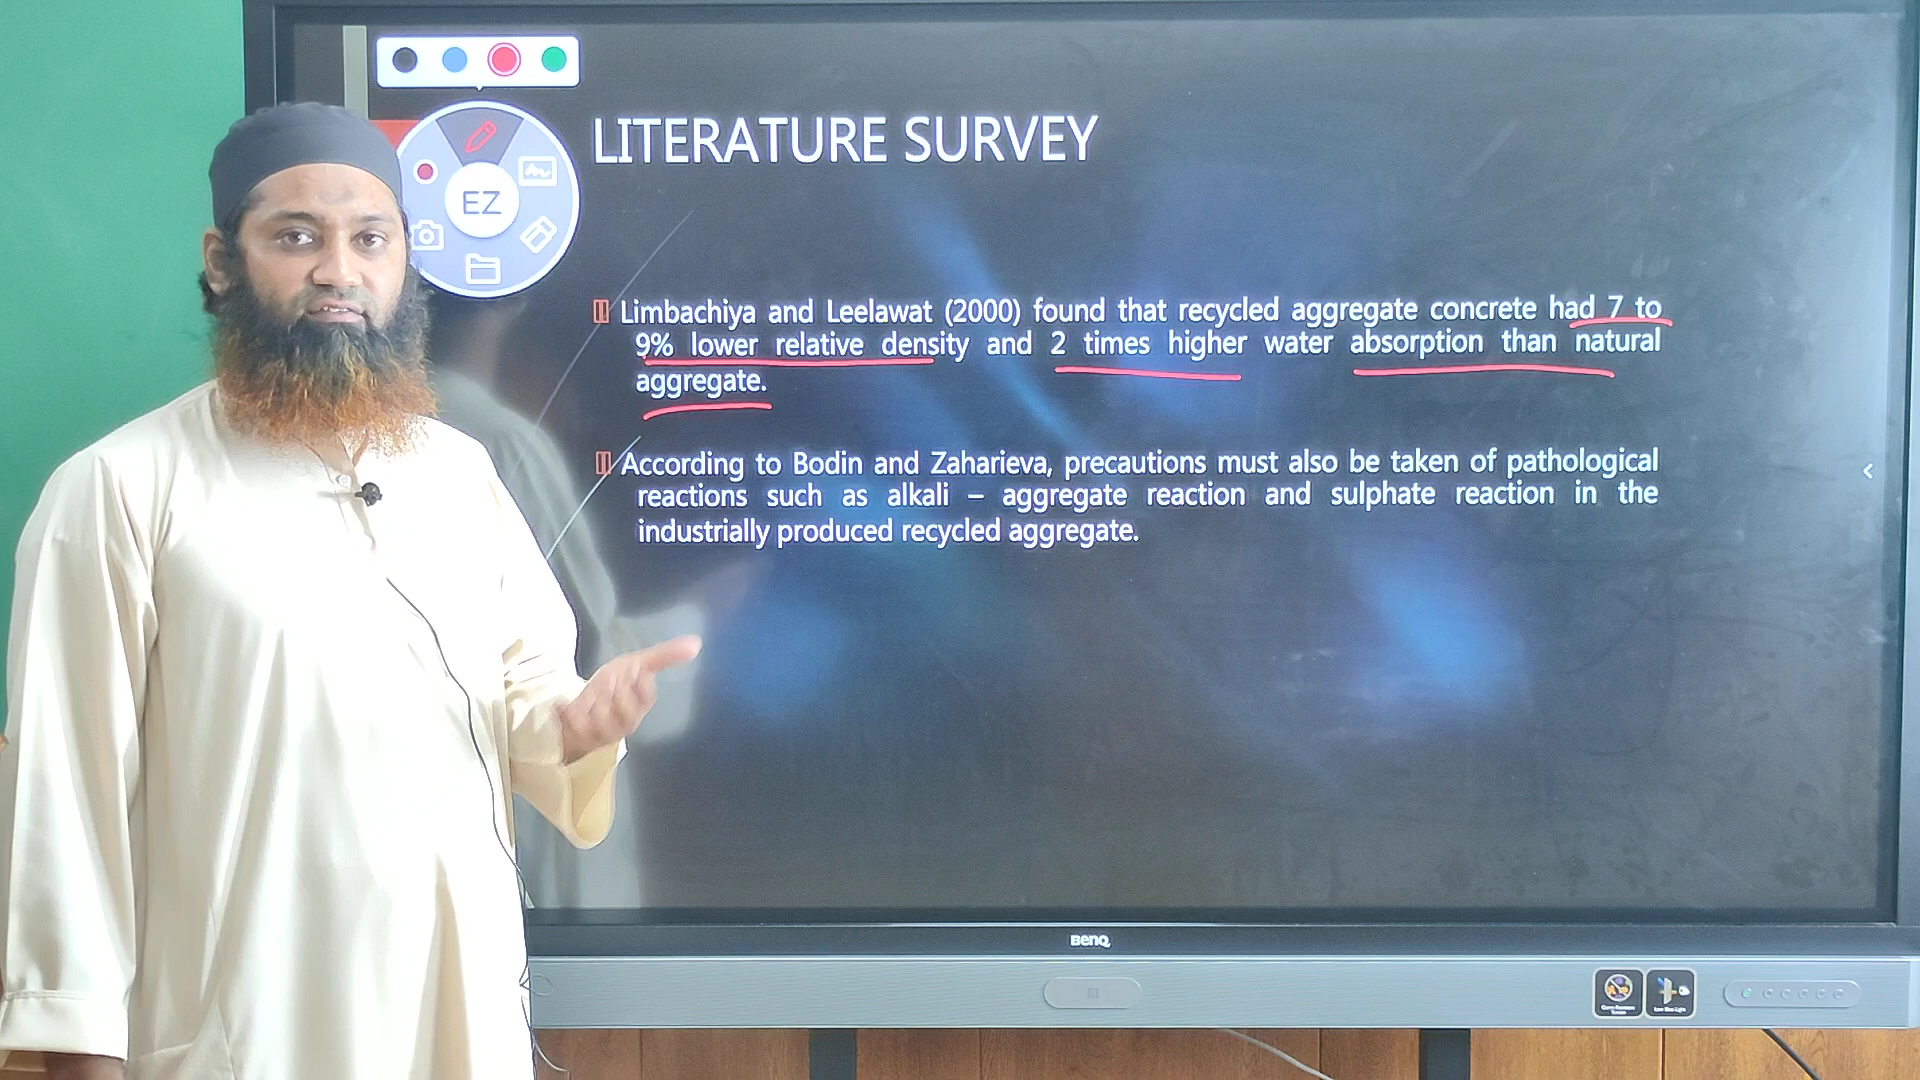 EZ
LITERATURE SURVEY
Limbachiya and Leelawat (2000) found that recycled aggregate concrete had 7 to
9% lower relative density and 2 times higher water absorption than natural
aggregate.
According to Bodin and Zaharieva, precautions must also be taken of pathological
reactions such as alkali – aggregate reaction and sulphate reaction in the
industrially produced recycled aggregate.
BenQ